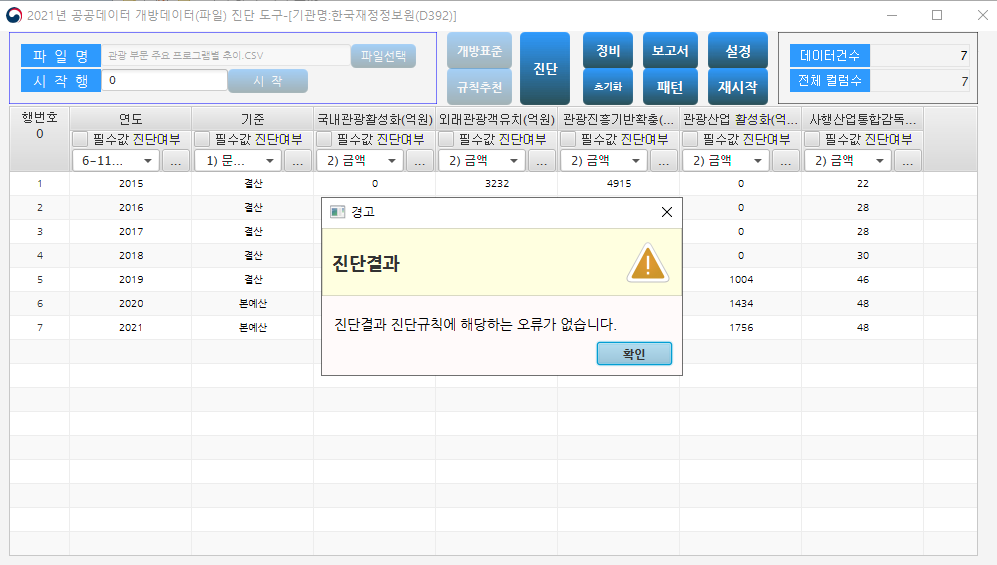 2021년 공공데이터 개방데이터(파일) 진단 도구-[기관명:한국재정정보원(D392)]
파 일 명 관광 부문 주요 프로그램별 추이.CSV 파일선택
시 작 행 0 시 작
개방표준 진단 정비 보고서 설정
규칙추천 초기화 패턴 재시작
데이터건수 7
전체 컬럼수 7
행번호 연도 기준 국내관광활성화(억원) 외래관광객유치(억원) 관광진흥기반확충(... 관광산업 활성화(억... 사행산업통합감독...
0 필수값 진단여부 필수값 진단여부 필수값 진단여부 필수값 진단여부 필수값 진단여부 필수값 진단여부 필수값 진단여부
6-11... ... 1) 문... ... 2) 금액 ... 2) 금액 ... 2) 금액 ... 2) 금액 ... 2) 금액 ...
1 2015 결산 0 3232 4915 0 22
2 2016 결산 0 28
3 2017 결산 0 28
4 2018 결산 0 30
5 2019 결산 1004 46
6 2020 본예산 1434 48
7 2021 본예산 1756 48
경고
진단결과
진단결과 진단규칙에 해당하는 오류가 없습니다.
확인